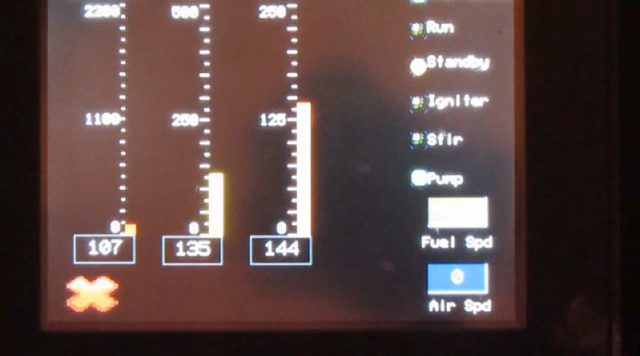 2200 500 250
Run
Standby
1100 250 125
Igniter
Stir
Pump
0 0 0
107 135 144
Fuel Spd
0
Air Spd